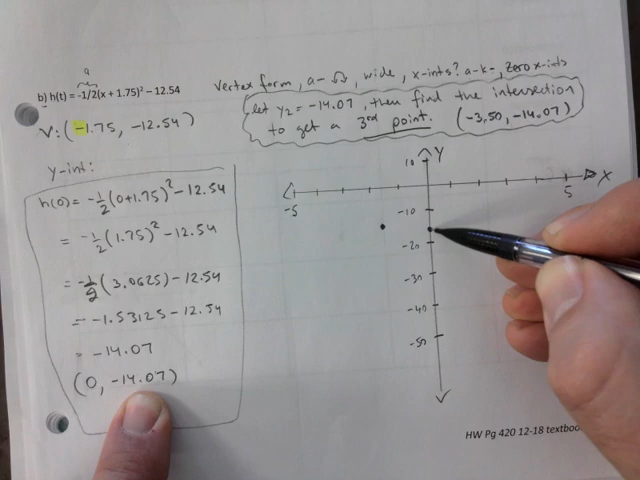 a
b) h(t) = -1/2(x + 1.75)² – 12.54
Vertex form, a - ∩, wide, x-ints? a-k-, zero x-ints
let y₂ = -14.07, then find the intersection
to get a 3rd point. (-3.50, -14.07)
V: (-1.75, -12.54)
Y-int:
h(0) = -½(0+1.75)² - 12.54
= -½(1.75)² - 12.54
= -½(3.0625) - 12.54
= -1.53125 - 12.54
= -14.07
(0, -14.07)
Y
10
X
-5
5
-10
-20
-30
-40
-50
HW Pg 420 12-18 textboo